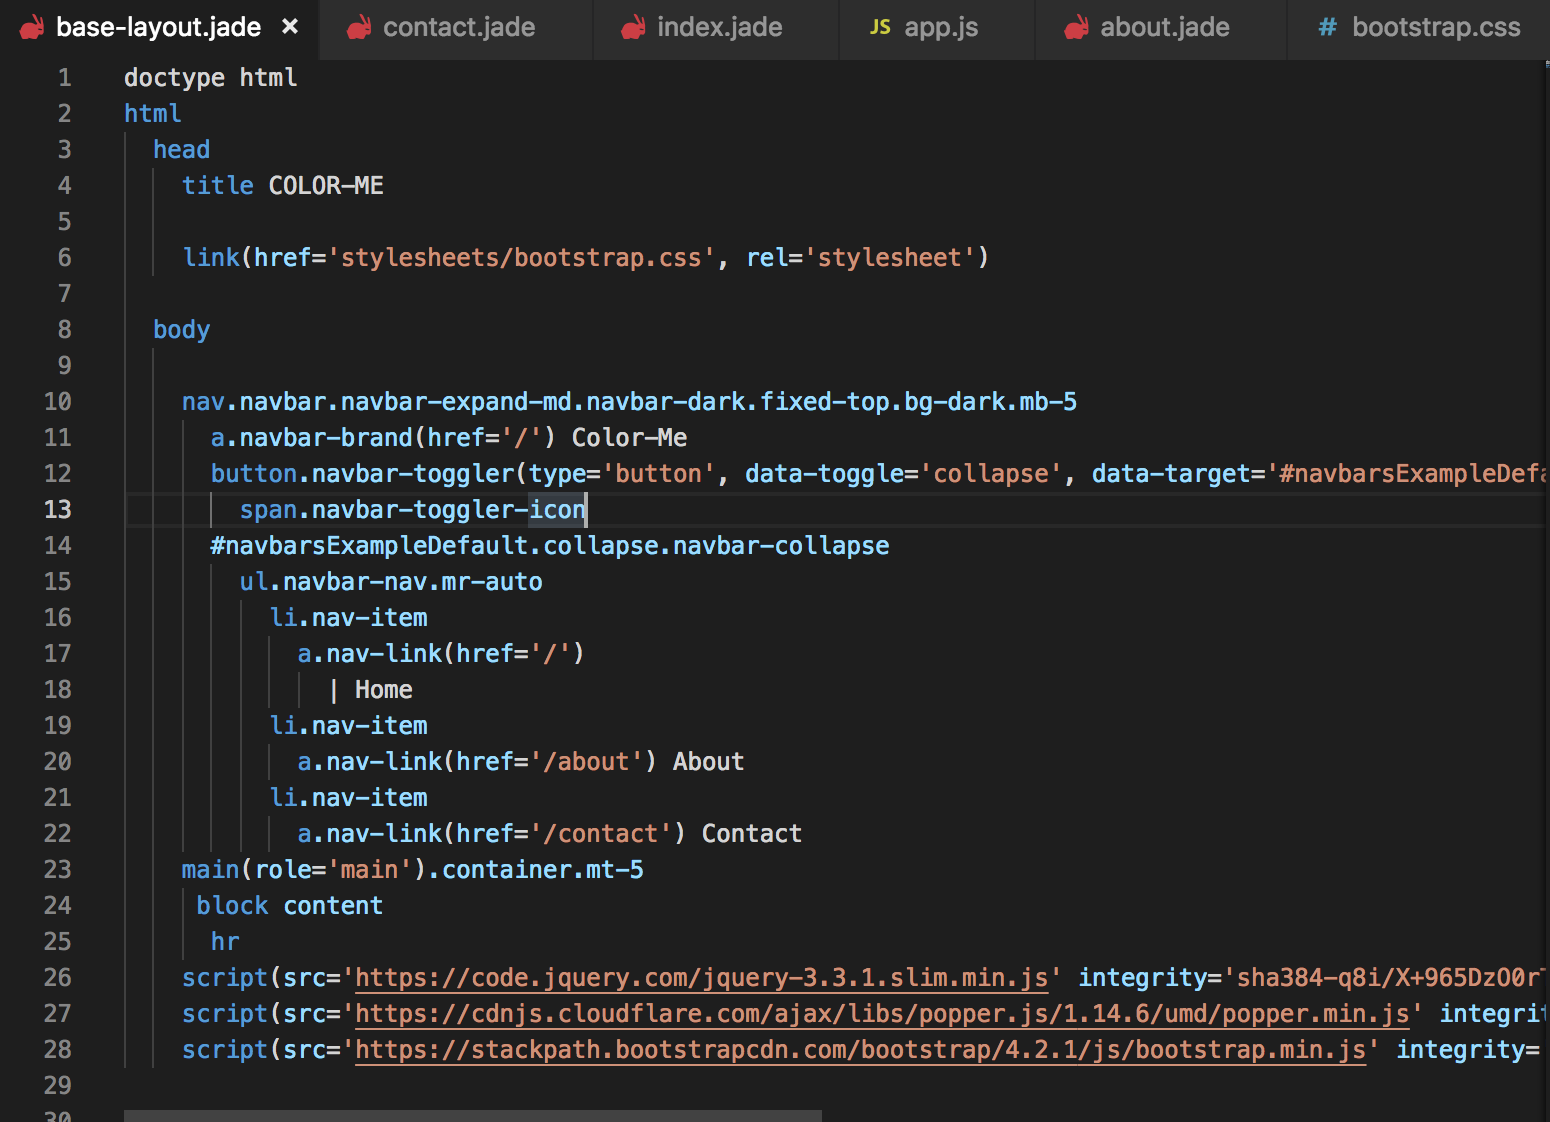 base-layout.jade × contact.jade index.jade JS app.js about.jade # bootstrap.css
1 doctype html
2 html
3 head
4 title COLOR-ME
5
6 link(href='stylesheets/bootstrap.css', rel='stylesheet')
7
8 body
9
10 nav.navbar.navbar-expand-md.navbar-dark.fixed-top.bg-dark.mb-5
11 a.navbar-brand(href='/') Color-Me
12 button.navbar-toggler(type='button', data-toggle='collapse', data-target='#navbarsExampleDefa
13 span.navbar-toggler-icon
14 #navbarsExampleDefault.collapse.navbar-collapse
15 ul.navbar-nav.mr-auto
16 li.nav-item
17 a.nav-link(href='/')
18 | Home
19 li.nav-item
20 a.nav-link(href='/about') About
21 li.nav-item
22 a.nav-link(href='/contact') Contact
23 main(role='main').container.mt-5
24 block content
25 hr
26 script(src='https://code.jquery.com/jquery-3.3.1.slim.min.js' integrity='sha384-q8i/X+965DzO0rT
27 script(src='https://cdnjs.cloudflare.com/ajax/libs/popper.js/1.14.6/umd/popper.min.js' integrit
28 script(src='https://stackpath.bootstrapcdn.com/bootstrap/4.2.1/js/bootstrap.min.js' integrity=
29
30